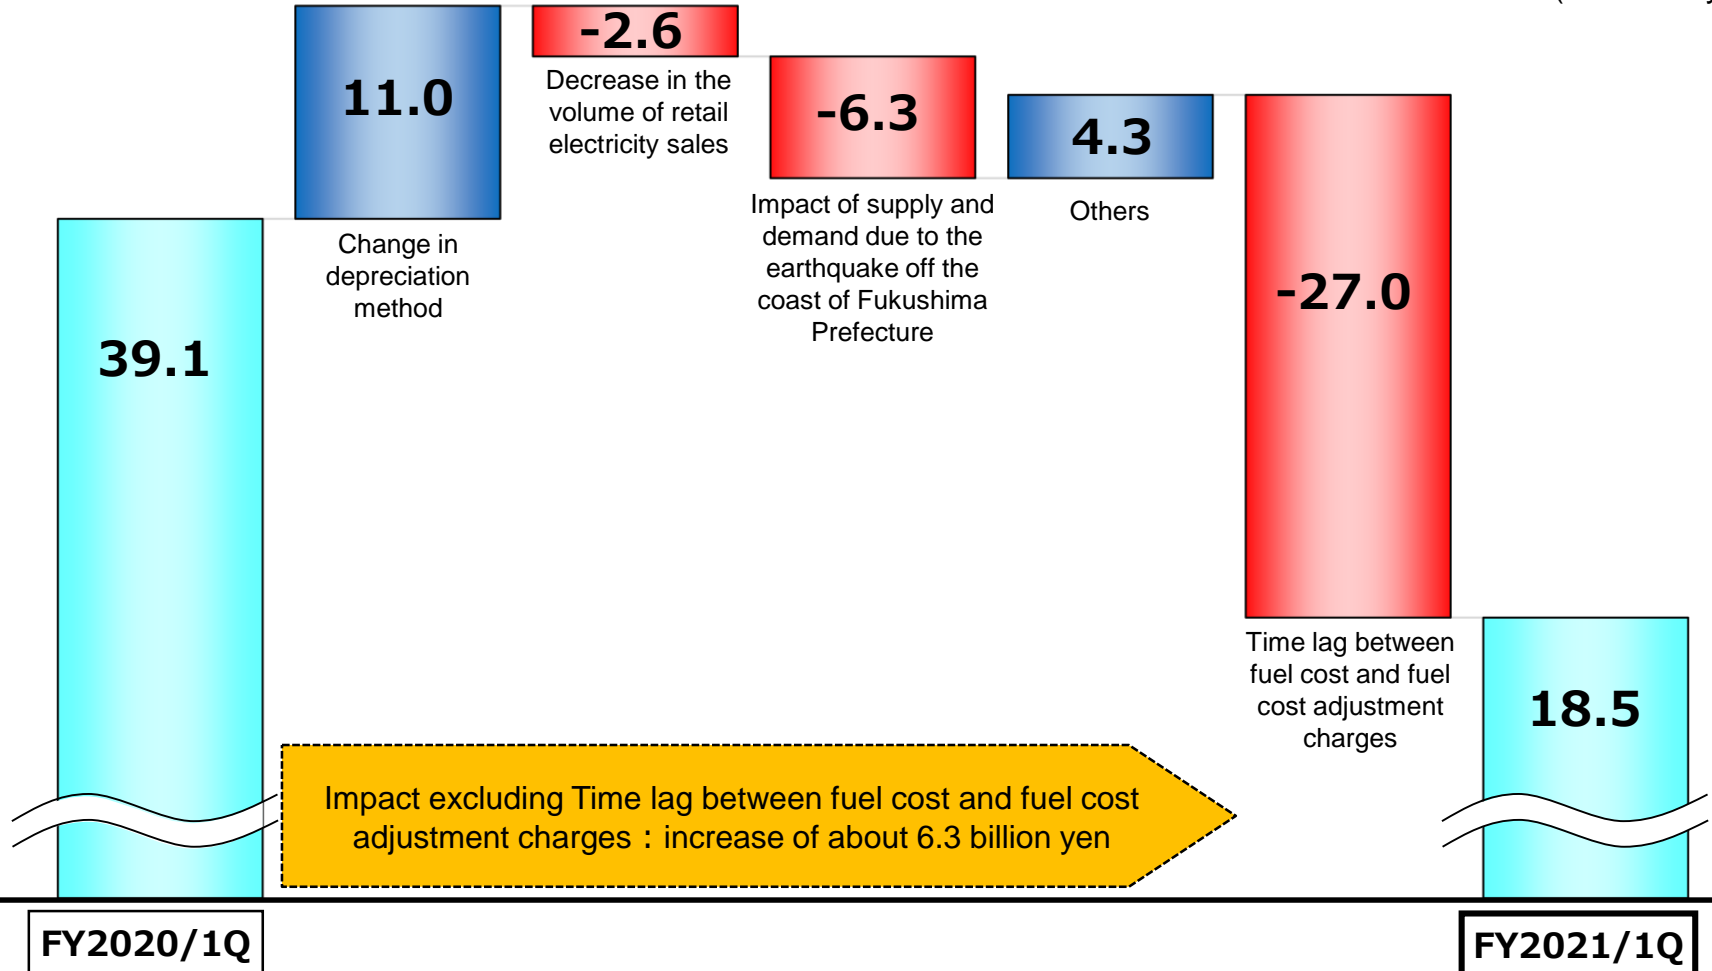 11.0
-2.6
Decrease in the
volume of retail
electricity sales
-6.3
4.3
Impact of supply and
demand due to the
earthquake off the
coast of Fukushima
Prefecture
Others
Change in
depreciation
method
-27.0
39.1
Time lag between
fuel cost and fuel
cost adjustment
charges
18.5
Impact excluding Time lag between fuel cost and fuel cost
adjustment charges : increase of about 6.3 billion yen
FY2020/1Q
FY2021/1Q